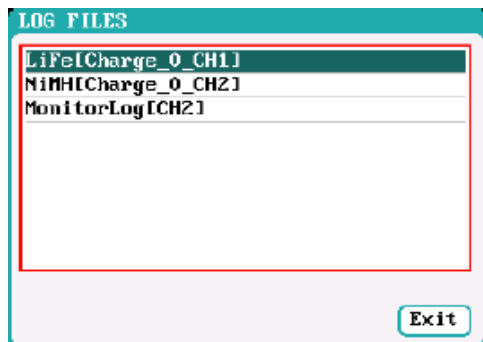 LOG FILES
LiFe[Charge_0_CH1]
NiMH[Charge_0_CH2]
MonitorLog[CH2]
Exit